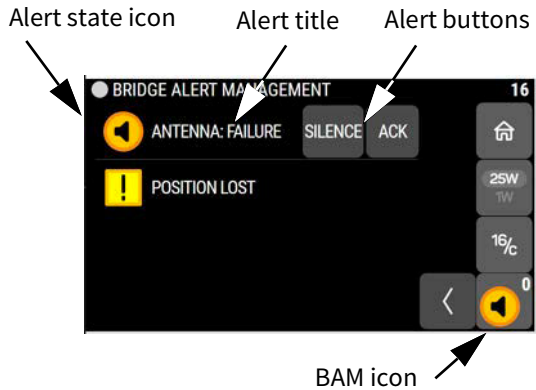 Alert state icon
Alert title
Alert buttons
BRIDGE ALERT MANAGEMENT
16
ANTENNA: FAILURE
SILENCE
ACK
!
POSITION LOST
25W
1W
16/c
0
BAM icon